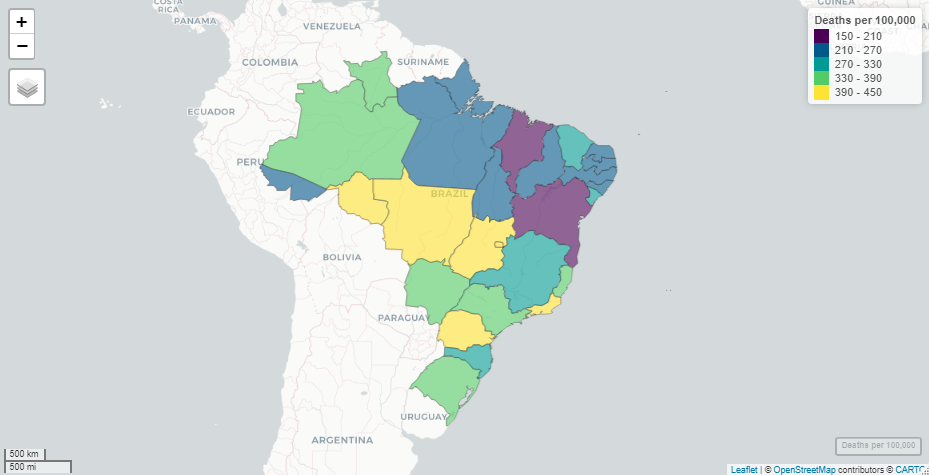 +
−
COSTA
RICA
PANAMA
VENEZUELA
COLOMBIA
SURINAME
GUINEA
ECUADOR
PERU
BRAZIL
BOLIVIA
PARAGUAY
URUGUAY
ARGENTINA
Deaths per 100,000
150 - 210
210 - 270
270 - 330
330 - 390
390 - 450
500 km
500 mi
Deaths per 100,000
Leaflet | © OpenStreetMap contributors © CARTO